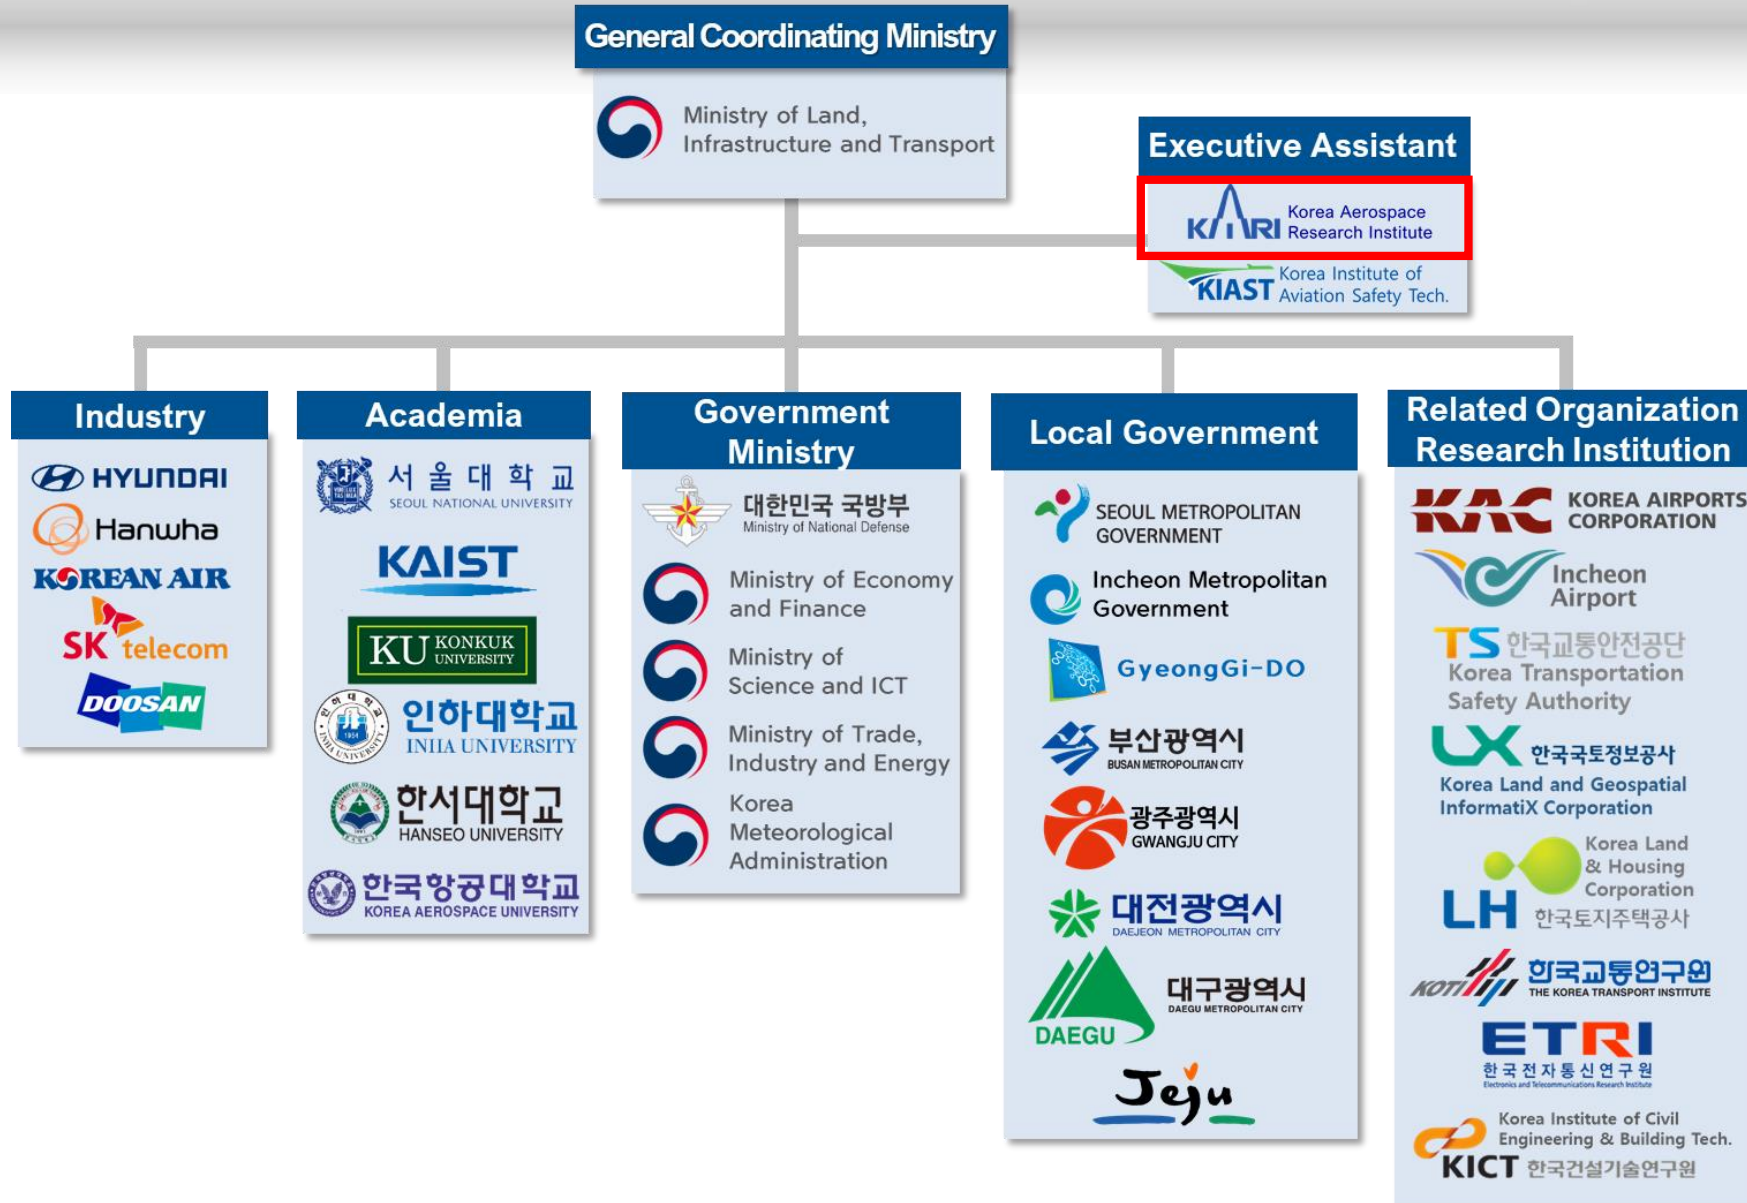 General Coordinating Ministry
Ministry of Land,
Infrastructure and Transport
Executive Assistant
KARI Korea Aerospace
Research Institute
KIAST Korea Institute of
Aviation Safety Tech.
Industry
HYUNDAI
Hanwha
KOREAN AIR
SK telecom
DOOSAN
Academia
서울대학교
SEOUL NATIONAL UNIVERSITY
KAIST
KU KONKUK
UNIVERSITY
인하대학교
INHA UNIVERSITY
한서대학교
HANSEO UNIVERSITY
한국항공대학교
KOREA AEROSPACE UNIVERSITY
Government
Ministry
대한민국 국방부
Ministry of National Defense
Ministry of Economy
and Finance
Ministry of
Science and ICT
Ministry of Trade,
Industry and Energy
Korea
Meteorological
Administration
Local Government
SEOUL METROPOLITAN
GOVERNMENT
Incheon Metropolitan
Government
GyeongGi-DO
부산광역시
BUSAN METROPOLITAN CITY
광주광역시
GWANGJU CITY
대전광역시
DAEJEON METROPOLITAN CITY
대구광역시
DAEGU METROPOLITAN CITY
DAEGU
Jeju
Related Organization
Research Institution
KAC KOREA AIRPORTS
CORPORATION
Incheon
Airport
TS 한국교통안전공단
Korea Transportation
Safety Authority
LX 한국국토정보공사
Korea Land and Geospatial
InformatiX Corporation
Korea Land
& Housing
Corporation
LH 한국토지주택공사
KOTI 한국교통연구원
THE KOREA TRANSPORT INSTITUTE
ETRI
한국전자통신연구원
Electronics and Telecommunications Research Institute
Korea Institute of Civil
Engineering & Building Tech.
KICT 한국건설기술연구원